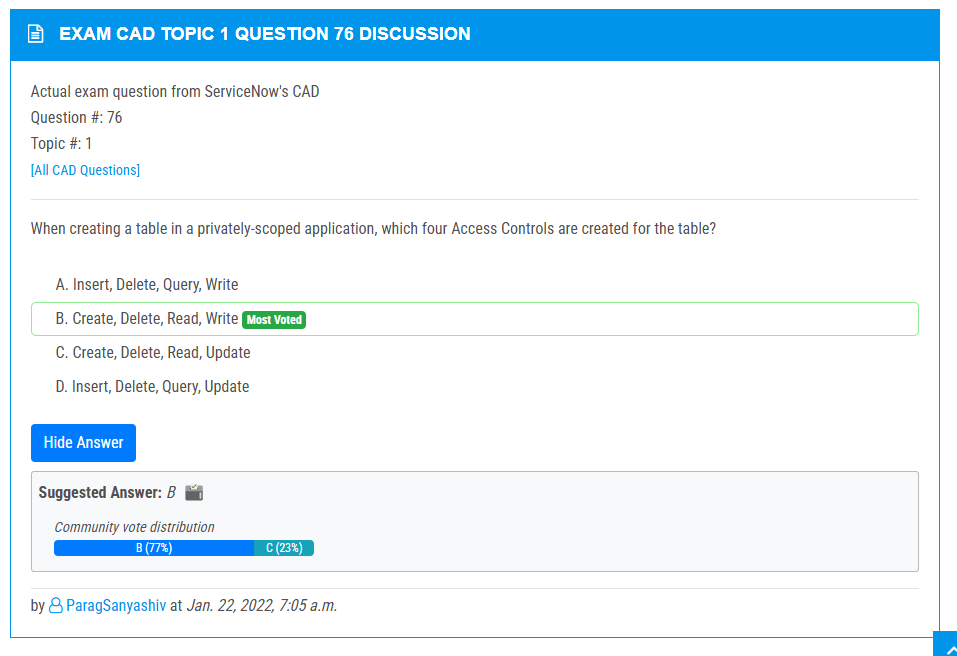 EXAM CAD TOPIC 1 QUESTION 76 DISCUSSION
Actual exam question from ServiceNow's CAD
Question #: 76
Topic #: 1
[All CAD Questions]
When creating a table in a privately-scoped application, which four Access Controls are created for the table?
A. Insert, Delete, Query, Write
B. Create, Delete, Read, Write Most Voted
C. Create, Delete, Read, Update
D. Insert, Delete, Query, Update
Hide Answer
Suggested Answer: B
Community vote distribution
B (77%) C (23%)
by ParagSanyashiv at Jan. 22, 2022, 7:05 a.m.